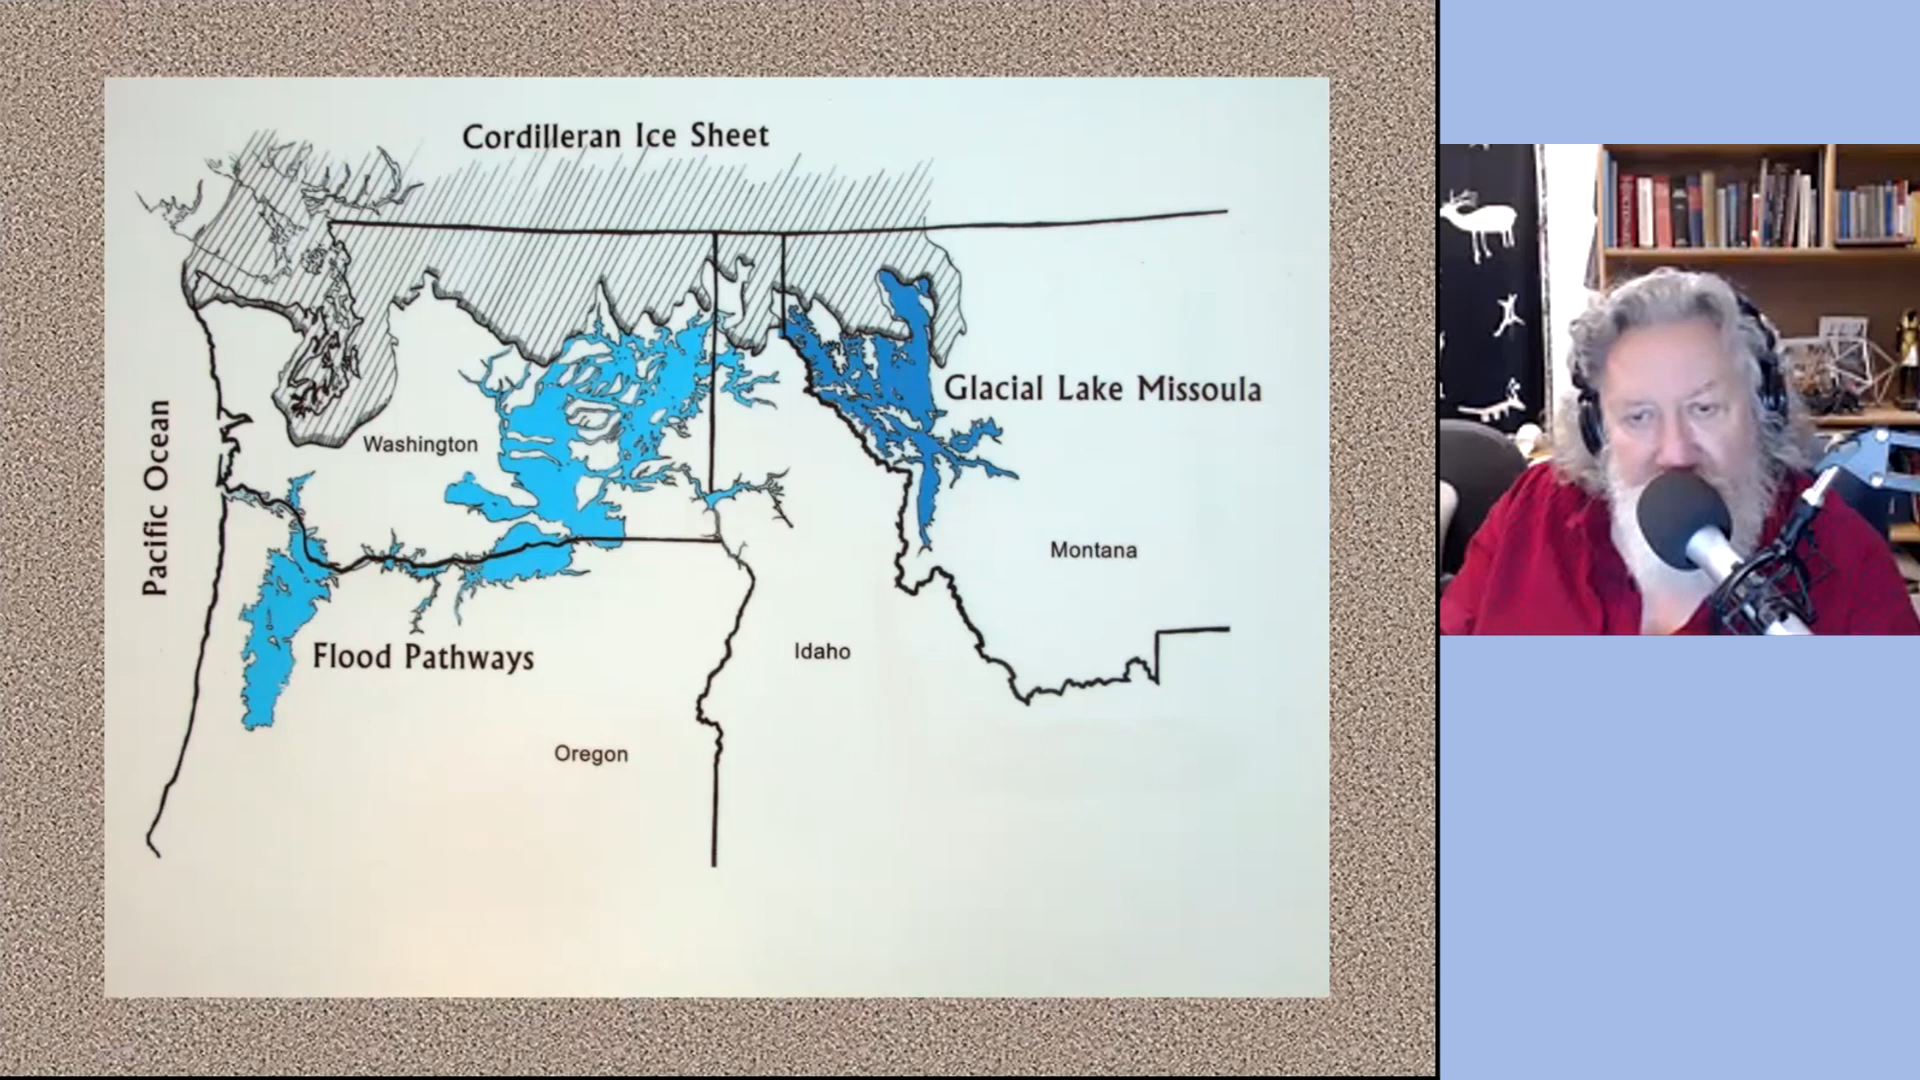 Cordilleran Ice Sheet
Glacial Lake Missoula
Washington
Pacific Ocean
Montana
Flood Pathways
Idaho
Oregon